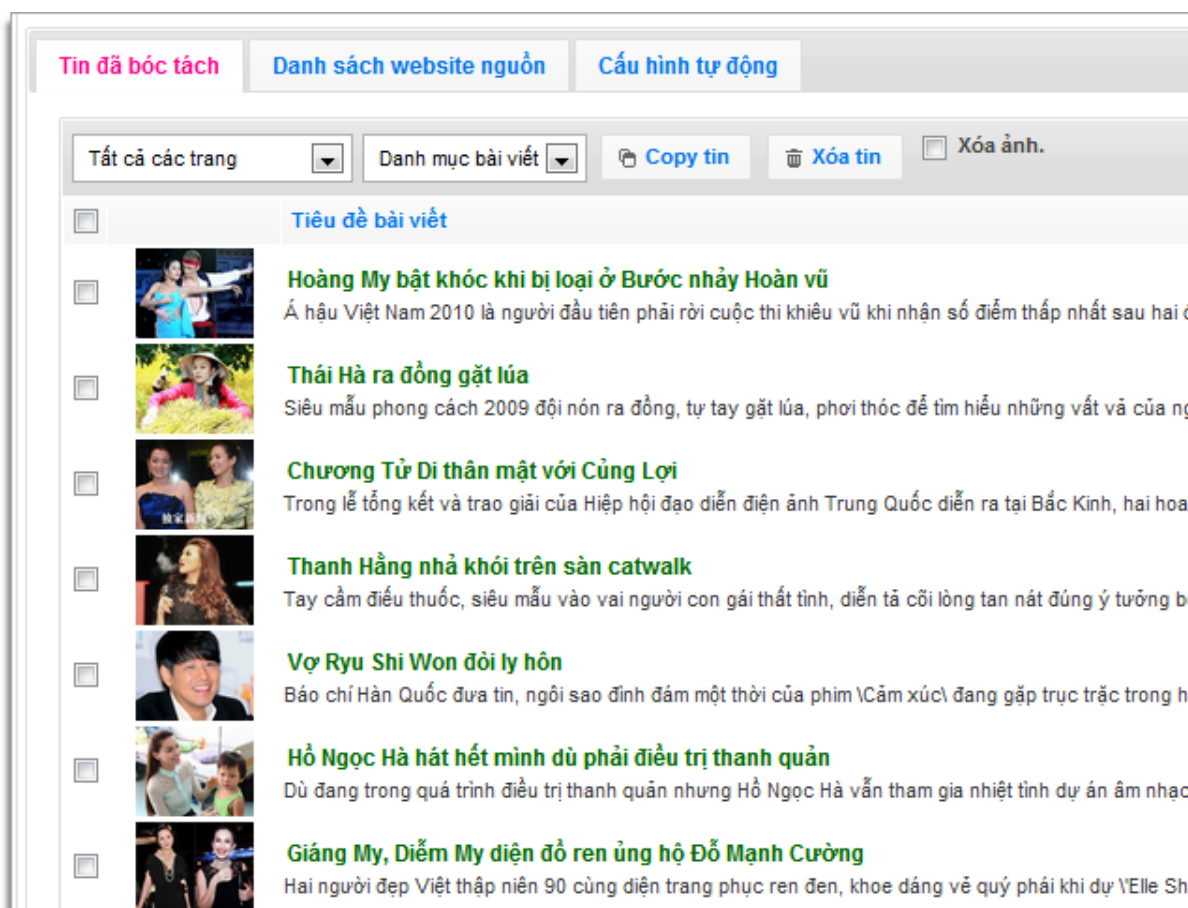 Tin đã bóc tách Danh sách website nguồn Cấu hình tự động
Tất cả các trang Danh mục bài viết Copy tin Xóa tin Xóa ảnh.
Tiêu đề bài viết
Hoàng My bật khóc khi bị loại ở Bước nhảy Hoàn vũ
Á hậu Việt Nam 2010 là người đầu tiên phải rời cuộc thi khiêu vũ khi nhận số điểm thấp nhất sau hai
Thái Hà ra đồng gặt lúa
Siêu mẫu phong cách 2009 đội nón ra đồng, tự tay gặt lúa, phơi thóc để tìm hiểu những vất vả của
Chương Tử Di thân mật với Củng Lợi
Trong lễ tổng kết và trao giải của Hiệp hội đạo diễn điện ảnh Trung Quốc diễn ra tại Bắc Kinh, hai hoa
Thanh Hằng nhả khói trên sàn catwalk
Tay cầm điếu thuốc, siêu mẫu vào vai người con gái thất tình, diễn tả cõi lòng tan nát đúng ý tưởng
Vợ Ryu Shi Won đòi ly hôn
Báo chí Hàn Quốc đưa tin, ngôi sao đình đám một thời của phim \Cảm xúc\ đang gặp trục trặc trong
Hồ Ngọc Hà hát hết mình dù phải điều trị thanh quản
Dù đang trong quá trình điều trị thanh quản nhưng Hồ Ngọc Hà vẫn tham gia nhiệt tình dự án âm nhạc
Giáng My, Diễm My diện đồ ren ủng hộ Đỗ Mạnh Cường
Hai người đẹp Việt thập niên 90 cùng diện trang phục ren đen, khoe dáng vẻ quý phái khi dự \"Elle Sh